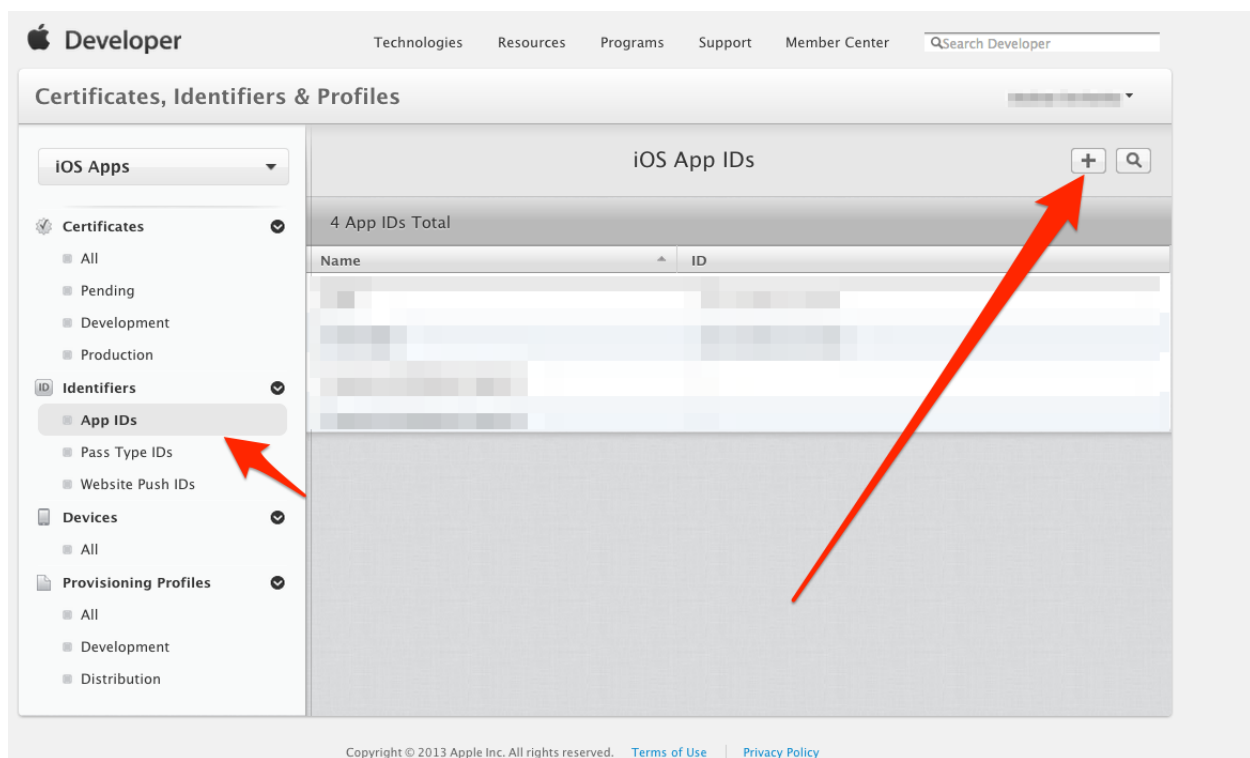 Developer
Technologies Resources Programs Support Member Center Search Developer
Certificates, Identifiers & Profiles
iOS Apps
Certificates
All
Pending
Development
Production
ID Identifiers
App IDs
Pass Type IDs
Website Push IDs
Devices
All
Provisioning Profiles
All
Development
Distribution
iOS App IDs
4 App IDs Total
Name ID
Copyright © 2013 Apple Inc. All rights reserved. Terms of Use Privacy Policy